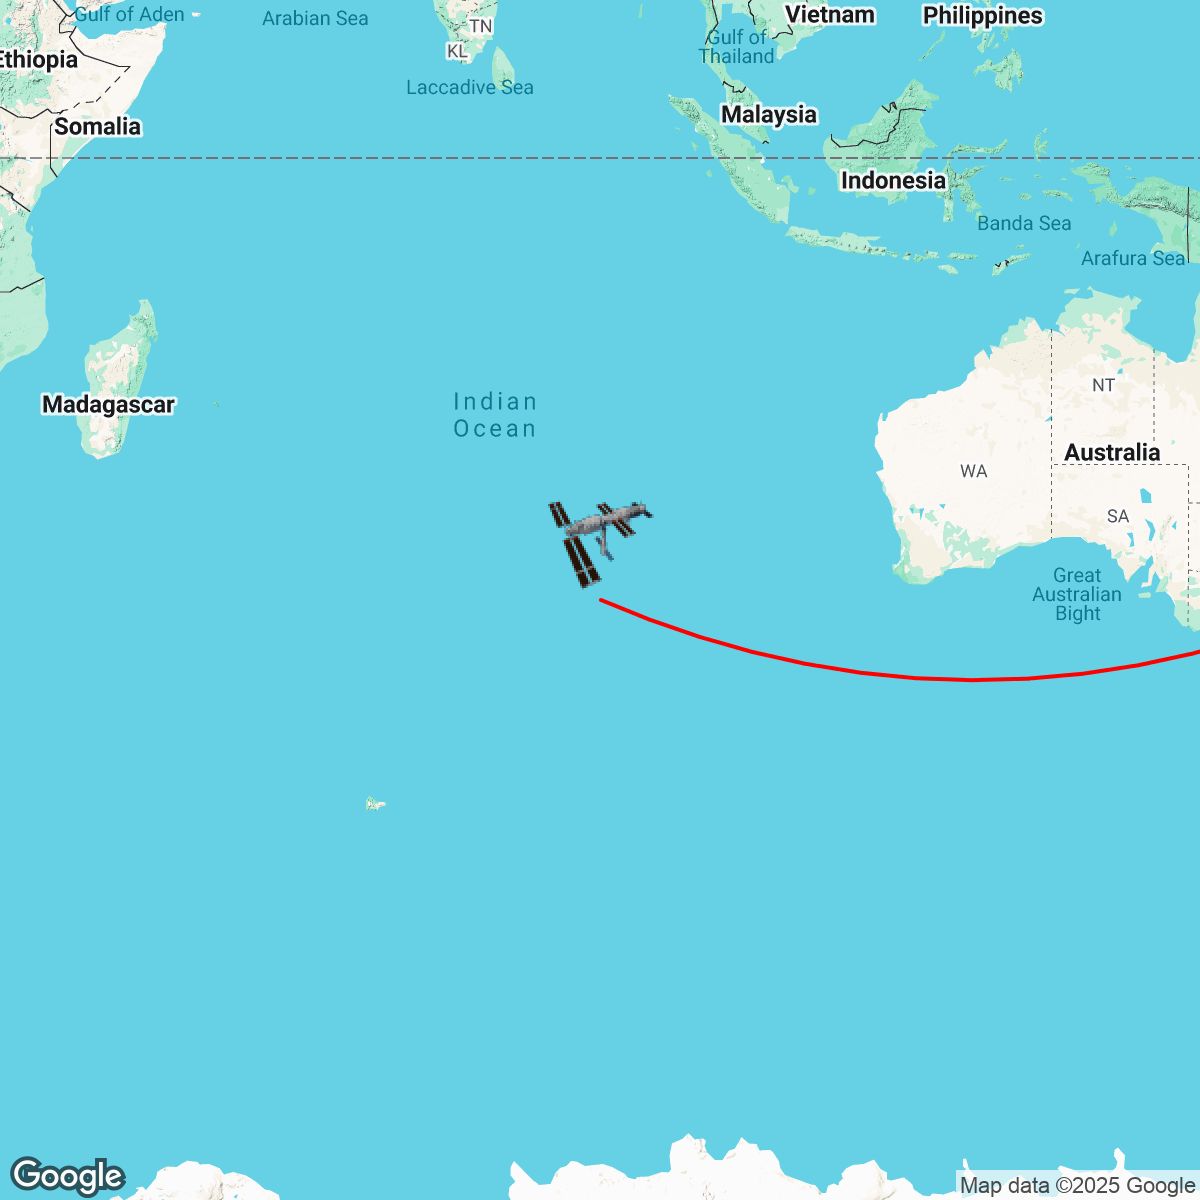 Gulf of Aden
Arabian Sea
TN
KL
Laccadive Sea
Vietnam
Philippines
Gulf of
Thailand
Ethiopia
Somalia
Malaysia
Indonesia
Banda Sea
Arafura Sea
Madagascar
Indian
Ocean
NT
Australia
WA
SA
Great
Australian
Bight
Google
Map data ©2025 Google